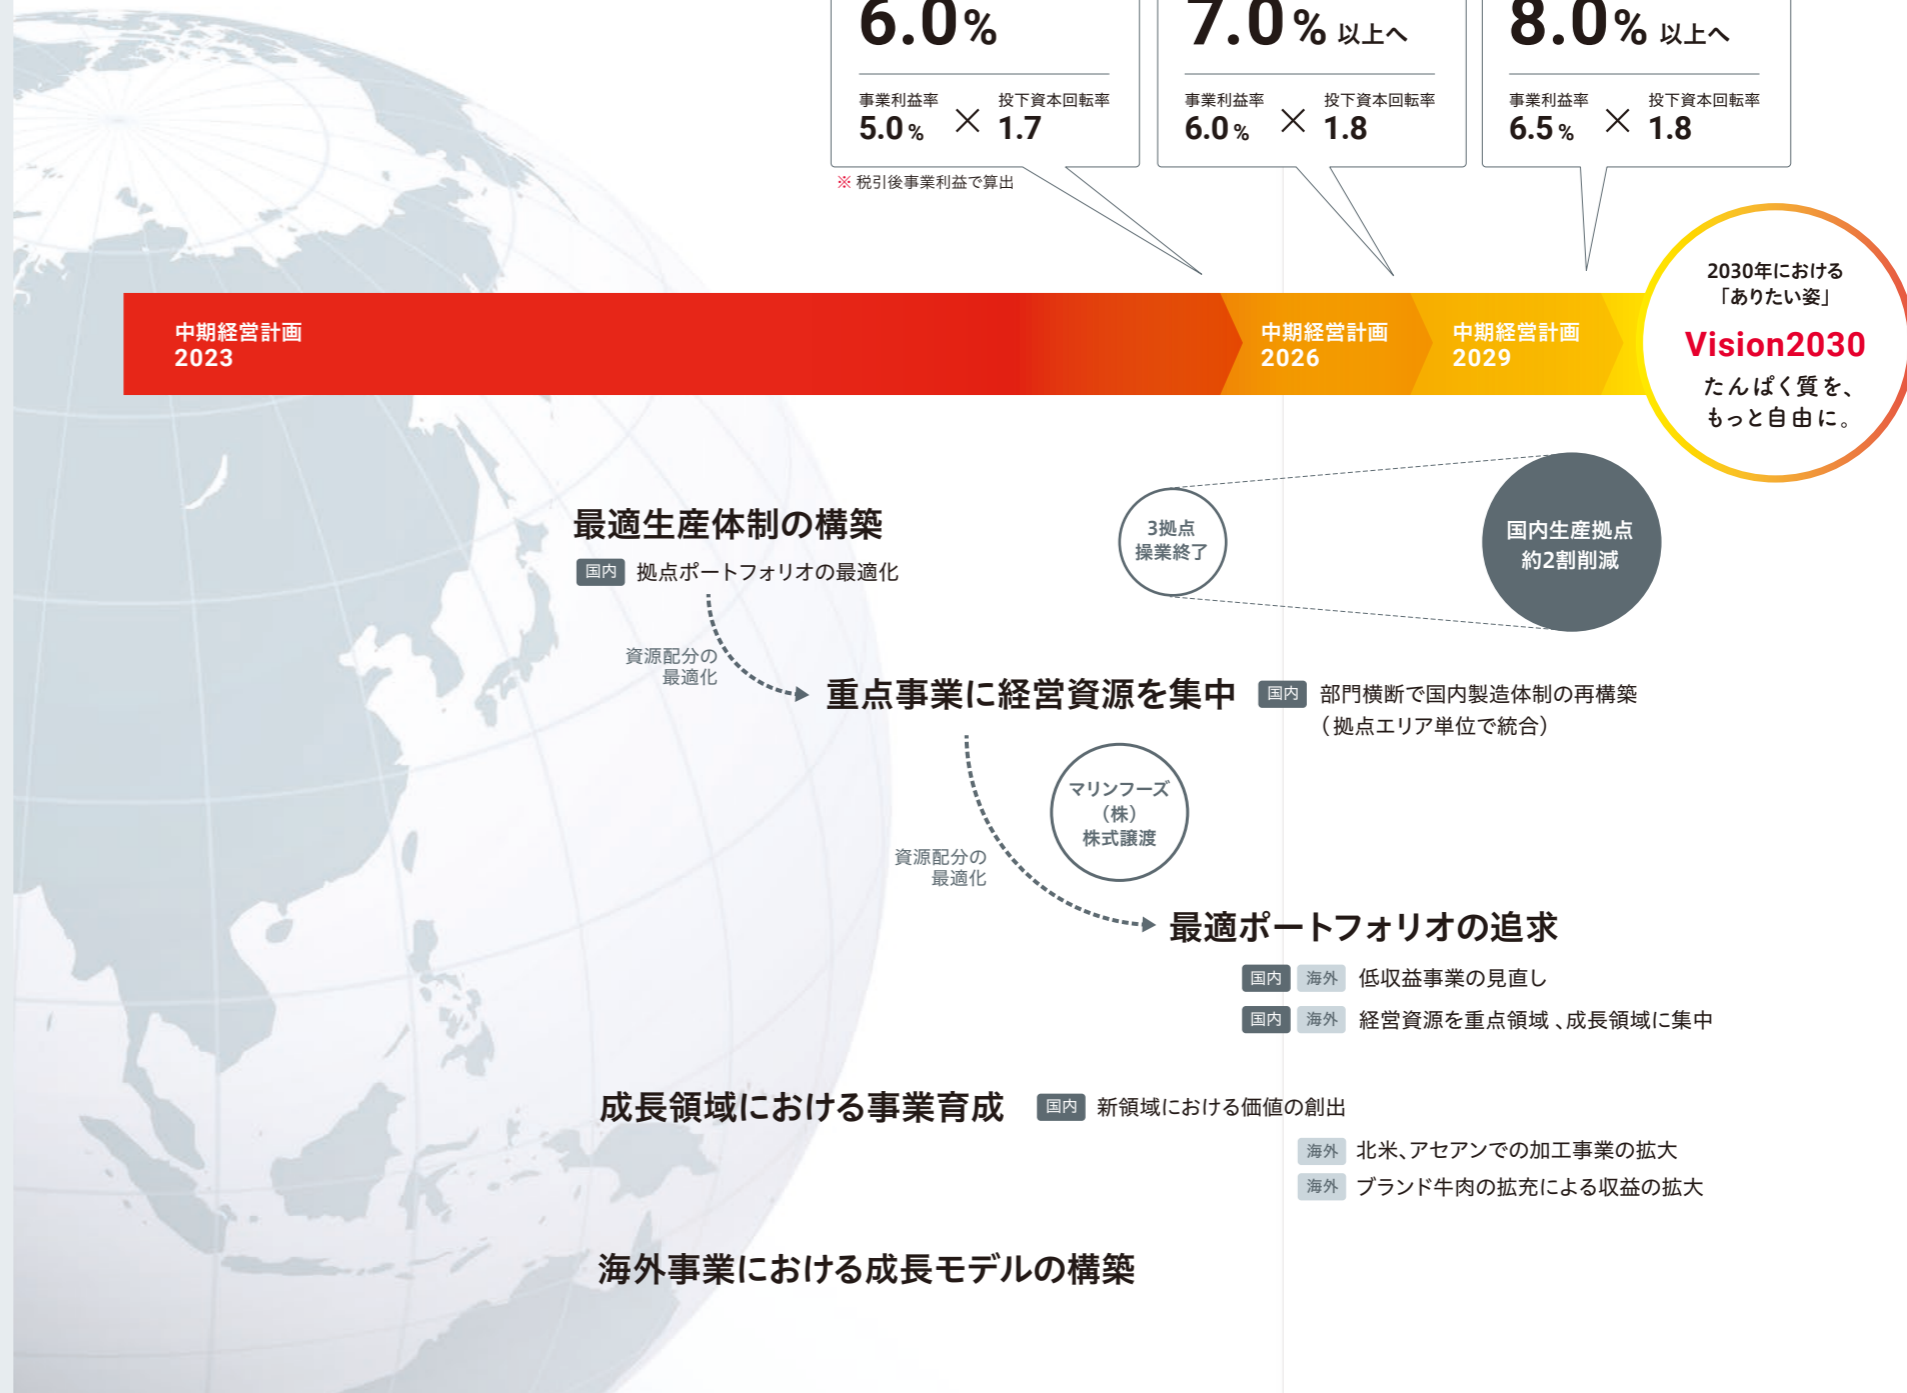 6.0%
事業利益率 × 投下資本回転率
5.0% 1.7
※ 税引後事業利益で算出
7.0% 以上へ
事業利益率 × 投下資本回転率
6.0% 1.8
8.0% 以上へ
事業利益率 × 投下資本回転率
6.5% 1.8
中期経営計画
2023
中期経営計画
2026
中期経営計画
2029
2030年における
「ありたい姿」
Vision2030
たんぱく質を、
もっと自由に。
最適生産体制の構築
国内 拠点ポートフォリオの最適化
3拠点
操業終了
国内生産拠点
約2割削減
資源配分の
最適化
重点事業に経営資源を集中
国内 部門横断で国内製造体制の再構築
（拠点エリア単位で統合）
マリンフーズ
（株）
株式譲渡
資源配分の
最適化
最適ポートフォリオの追求
国内 海外 低収益事業の見直し
国内 海外 経営資源を重点領域、成長領域に集中
成長領域における事業育成
国内 新領域における価値の創出
海外 北米、アセアンでの加工事業の拡大
海外 ブランド牛肉の拡充による収益の拡大
海外事業における成長モデルの構築